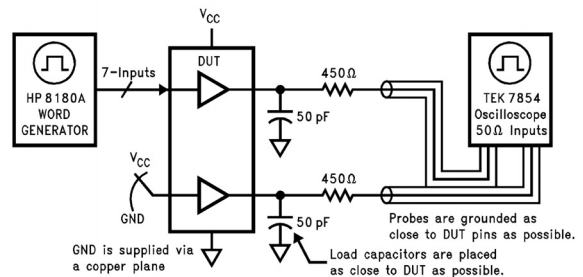 V_CC
DUT
7-Inputs
HP 8180A
WORD
GENERATOR
450Ω
50 pF
TEK 7854
Oscilloscope
50Ω Inputs
V_CC
GND
450Ω
50 pF
GND is supplied via
a copper plane
Probes are grounded as
close to DUT pins as possible.
Load capacitors are placed
as close to DUT as possible.